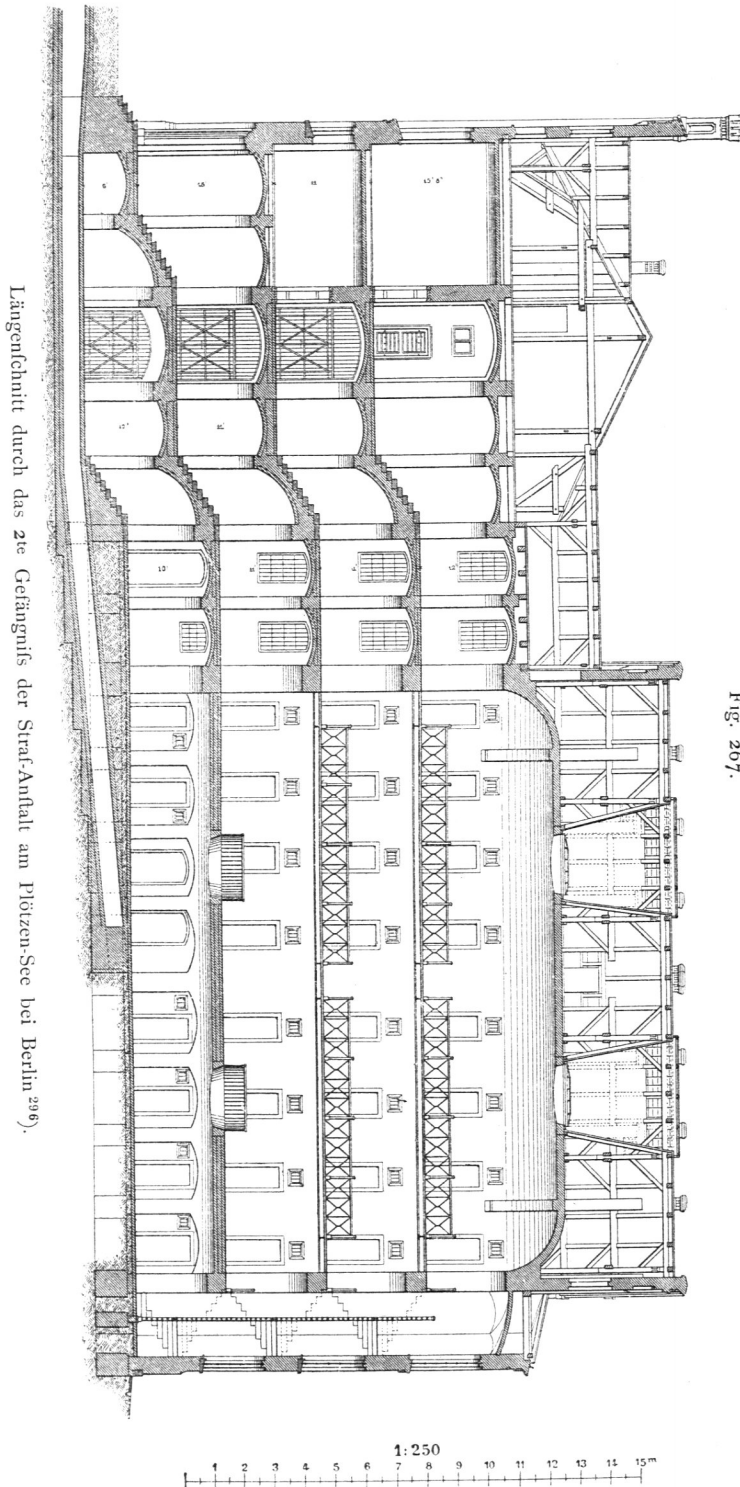 Fig. 267.
Längenſchnitt durch das 2te Gefängniſs der Straf-Anſtalt am Plötzen-See bei Berlin 296).
1:250
1 2 3 4 5 6 7 8 9 10 11 12 13 14 15m